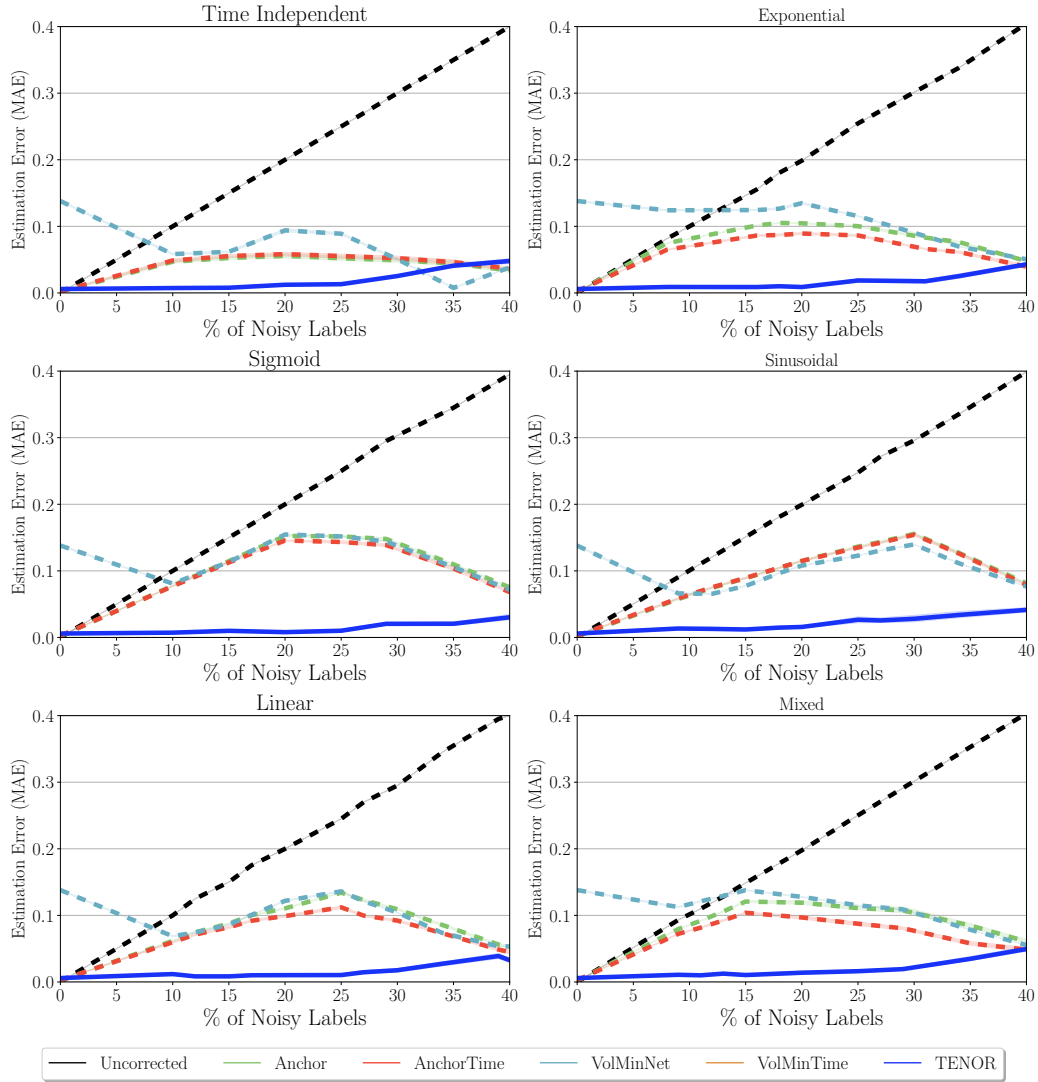 Time Independent
Estimation Error (MAE)
0.4
0.3
0.2
0.1
0.0
0 5 10 15 20 25 30 35 40
% of Noisy Labels
Exponential
Estimation Error (MAE)
0.4
0.3
0.2
0.1
0.0
0 5 10 15 20 25 30 35 40
% of Noisy Labels
Sigmoid
Estimation Error (MAE)
0.4
0.3
0.2
0.1
0.0
0 5 10 15 20 25 30 35 40
% of Noisy Labels
Sinusoidal
Estimation Error (MAE)
0.4
0.3
0.2
0.1
0.0
0 5 10 15 20 25 30 35 40
% of Noisy Labels
Linear
Estimation Error (MAE)
0.4
0.3
0.2
0.1
0.0
0 5 10 15 20 25 30 35 40
% of Noisy Labels
Mixed
Estimation Error (MAE)
0.4
0.3
0.2
0.1
0.0
0 5 10 15 20 25 30 35 40
% of Noisy Labels
Uncorrected Anchor AnchorTime VolMinNet VolMinTime TENOR